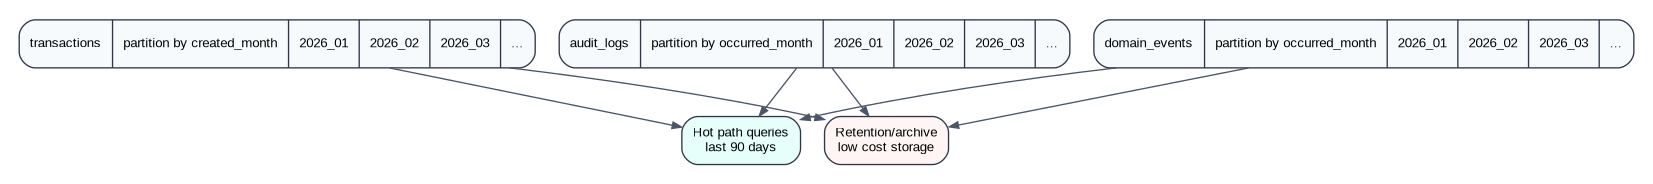 transactions
partition by created_month
2026_01
2026_02
2026_03
...
audit_logs
partition by occurred_month
2026_01
2026_02
2026_03
...
domain_events
partition by occurred_month
2026_01
2026_02
2026_03
...
Hot path queries
last 90 days
Retention/archive
low cost storage